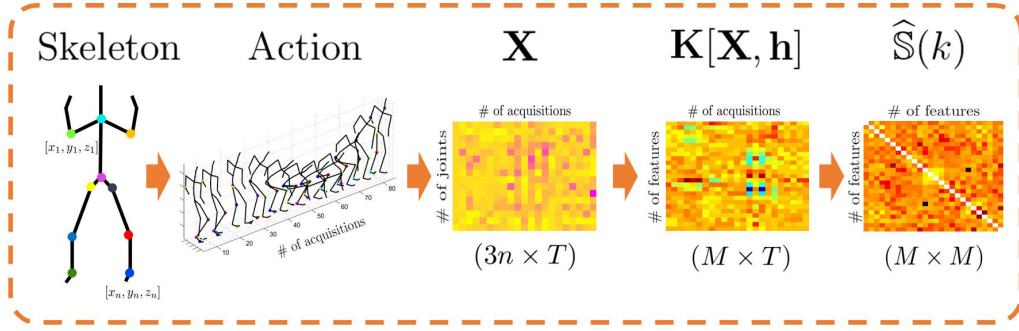 Skeleton
Action
X
K[X, h]
𝕊̂(k)
[x₁, y₁, z₁]
[xₙ, yₙ, zₙ]
10 20 30 40 50 60 70 80
# of acquisitions
# of acquisitions
# of joints
(3n × T)
# of acquisitions
# of features
(M × T)
# of features
# of features
(M × M)